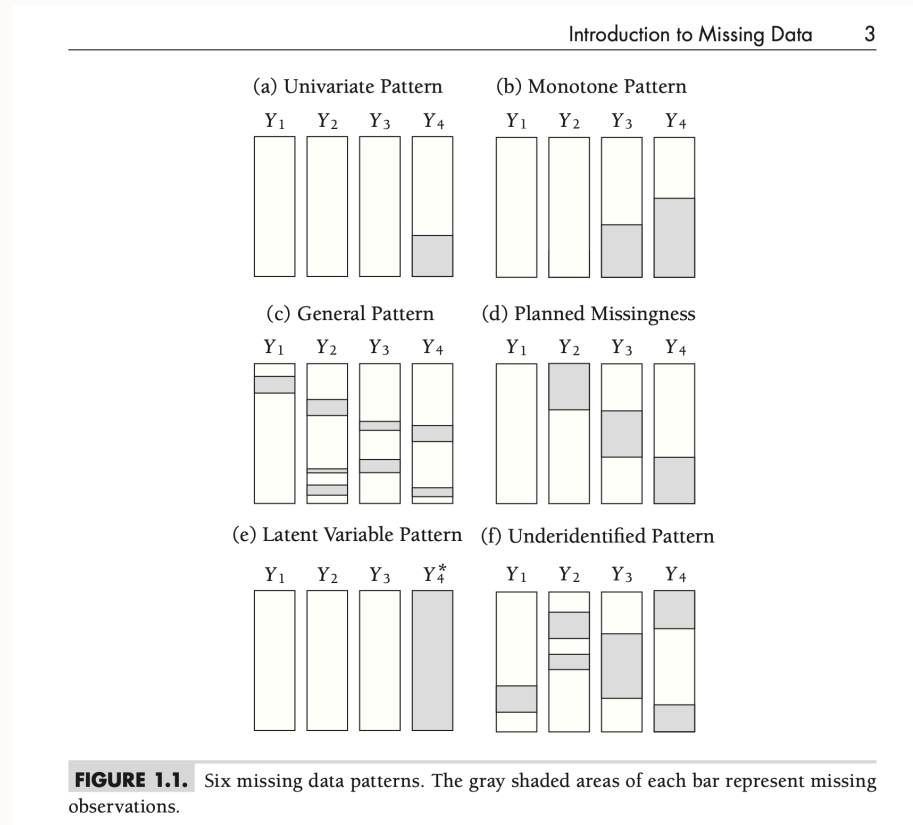 Introduction to Missing Data 3
(a) Univariate Pattern (b) Monotone Pattern
Y1 Y2 Y3 Y4 Y1 Y2 Y3 Y4
(c) General Pattern (d) Planned Missingness
Y1 Y2 Y3 Y4 Y1 Y2 Y3 Y4
(e) Latent Variable Pattern (f) Underidentified Pattern
Y1 Y2 Y3 Y4* Y1 Y2 Y3 Y4
FIGURE 1.1. Six missing data patterns. The gray shaded areas of each bar represent missing
observations.